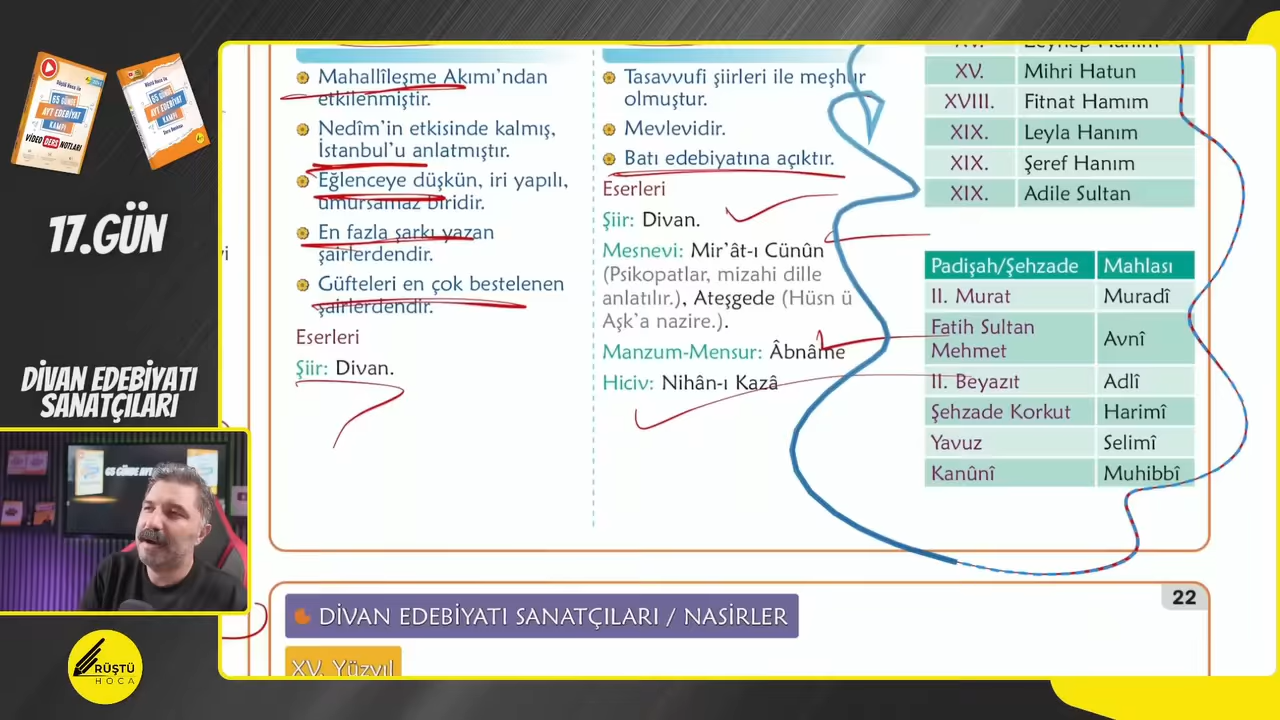 17.GÜN
DİVAN EDEBİYATI
SANATÇILARI
RÜŞTÜ
HOCA
Mahallîleşme Akımı'ndan
etkilenmiştir.
Nedîm'in etkisinde kalmış,
İstanbul'u anlatmıştır.
Eğlenceye düşkün, iri yapılı,
umursamaz biridir.
En fazla şarkı yazan
şairlerdendir.
Güfteleri en çok bestelenen
şairlerdendir.
Eserleri
Şiir: Divan.
Tasavvufi şiirleri ile meşhur
olmuştur.
Mevlevidir.
Batı edebiyatına açıktır.
Eserleri
Şiir: Divan.
Mesnevi: Mir'ât-ı Cünûn
(Psikopatlar, mizahi dille
anlatılır.), Ateşgede (Hüsn ü
Aşk'a nazire.).
Manzum-Mensur: Âbnâme
Hiciv: Nihân-ı Kazâ
XV. Zeynep Hanım
XV. Mihri Hatun
XVIII. Fitnat Hamım
XIX. Leyla Hanım
XIX. Şeref Hanım
XIX. Adile Sultan
Padişah/Şehzade Mahlası
II. Murat Muradî
Fatih Sultan
Mehmet Avnî
II. Beyazıt Adlî
Şehzade Korkut Harimî
Yavuz Selimî
Kanûnî Muhibbî
22
DİVAN EDEBİYATI SANATÇILARI / NASİRLER
XV. Yüzyıl